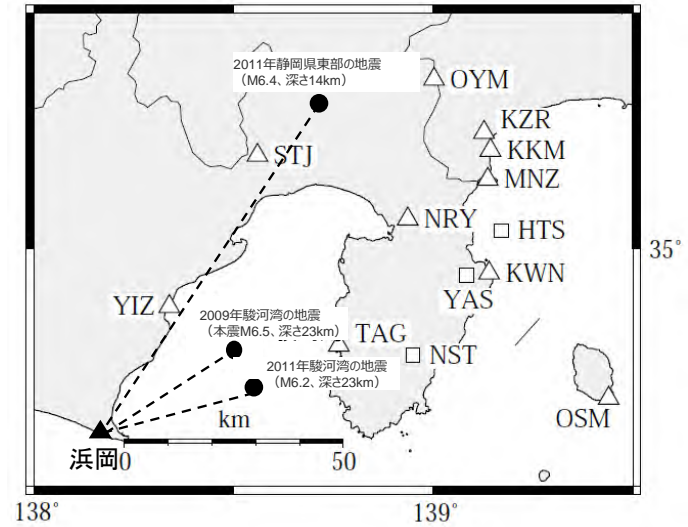 2011年静岡県東部の地震
（M6.4、深さ14km）
OYM
KZR
STJ
KKM
MNZ
NRY
HTS
35°
KWN
YAS
YIZ
2009年駿河湾の地震
（本震M6.5、深さ23km）
TAG
NST
2011年駿河湾の地震
（M6.2、深さ23km）
OSM
km
浜岡
0
50
138°
139°